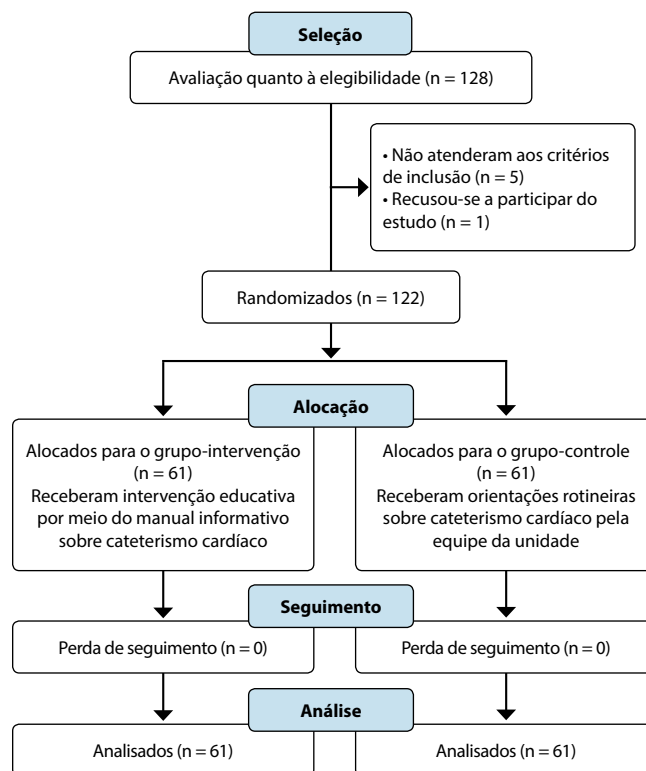 Seleção
Avaliação quanto à elegibilidade (n = 128)
• Não atenderam aos critérios
de inclusão (n = 5)
• Recusou-se a participar do
estudo (n = 1)
Randomizados (n = 122)
Alocação
Alocados para o grupo-intervenção
(n = 61)
Receberam intervenção educativa
por meio do manual informativo
sobre cateterismo cardíaco
Alocados para o grupo-controle
(n = 61)
Receberam orientações rotineiras
sobre cateterismo cardíaco pela
equipe da unidade
Seguimento
Perda de seguimento (n = 0)
Perda de seguimento (n = 0)
Análise
Analisados (n = 61)
Analisados (n = 61)